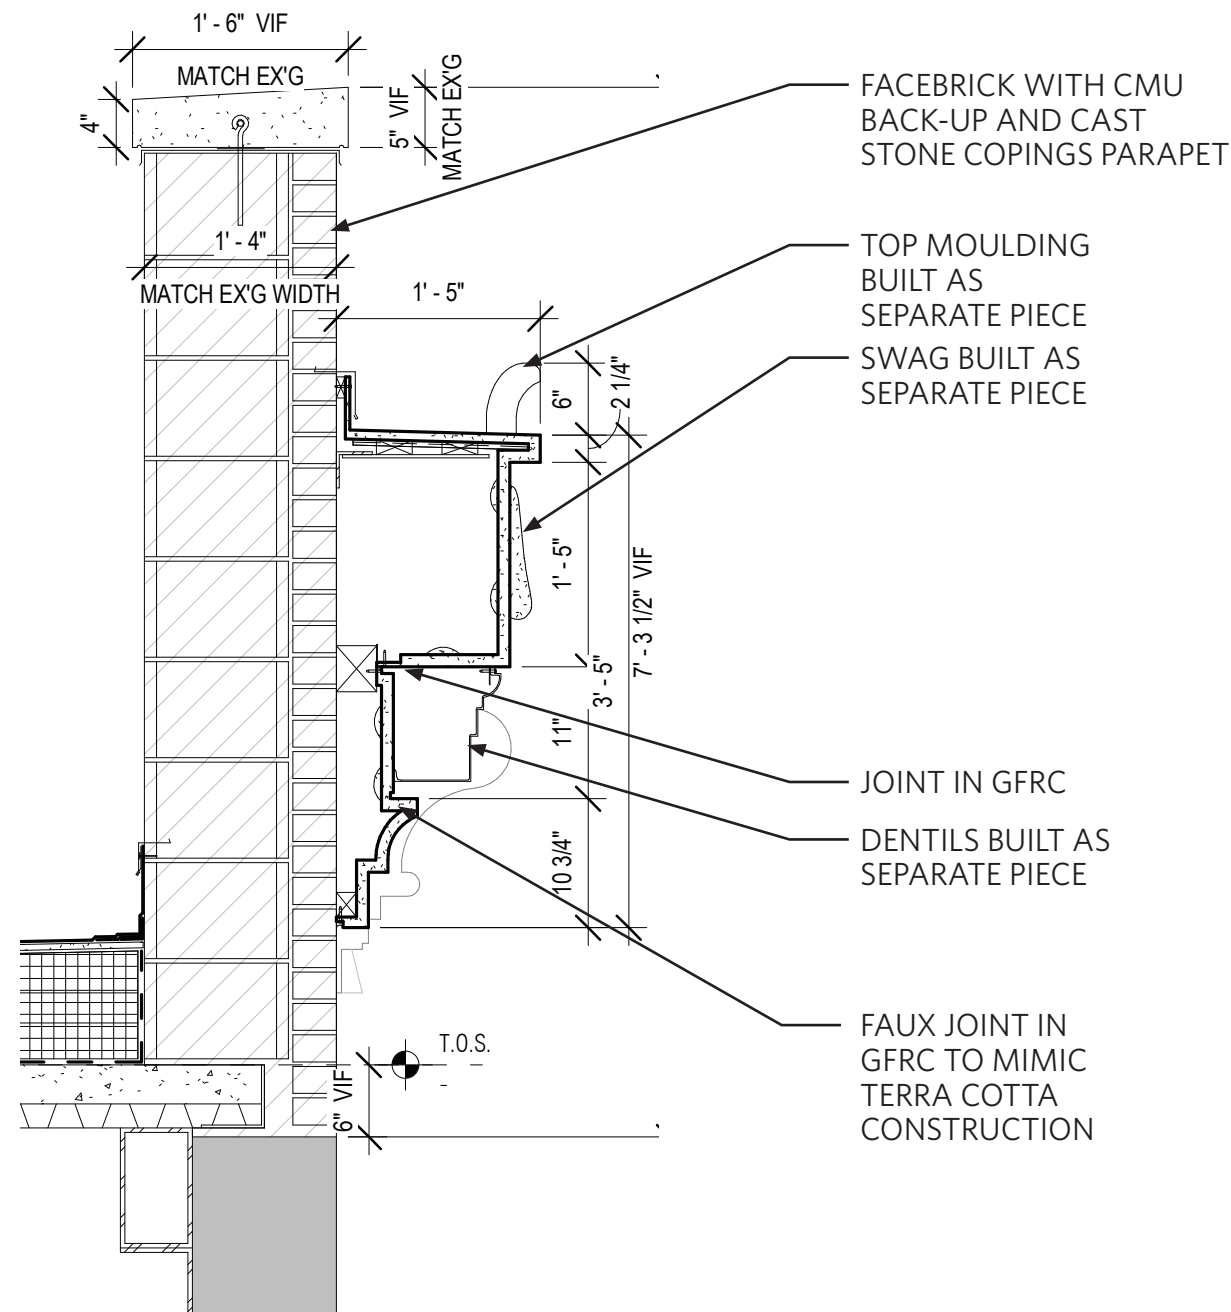 1' - 6" VIF
MATCH EX'G
4"
5" VIF
MATCH EX'G
FACEBRICK WITH CMU
BACK-UP AND CAST
STONE COPINGS PARAPET
1' - 4"
MATCH EX'G WIDTH
1' - 5"
TOP MOULDING
BUILT AS
SEPARATE PIECE
SWAG BUILT AS
SEPARATE PIECE
6"
2 1/4"
1' - 5"
7' - 3 1/2" VIF
3' - 5"
11"
10 3/4"
JOINT IN GFRC
DENTILS BUILT AS
SEPARATE PIECE
FAUX JOINT IN
GFRC TO MIMIC
TERRA COTTA
CONSTRUCTION
T.O.S.
6" VIF